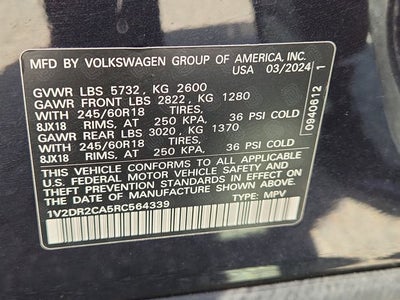 MFD BY VOLKSWAGEN GROUP OF AMERICA, INC.
USA 03/2024
GVWR LBS 5732, KG 2600
GAWR FRONT LBS 2822, KG 1280
WITH 245/60R18 TIRES,
8JX18 RIMS, AT 250 KPA, 36 PSI COLD
GAWR REAR LBS 3020, KG 1370
WITH 245/60R18 TIRES,
8JX18 RIMS, AT 250 KPA, 36 PSI COLD
THIS VEHICLE CONFORMS TO ALL APPLICABLE
U.S. FEDERAL MOTOR VEHICLE SAFETY AND
THEFT PREVENTION STANDARDS IN EFFECT ON
THE DATE OF MANUFACTURE SHOWN ABOVE.
1V2DR2CA5RC564339 TYPE: MPV
0940612 1